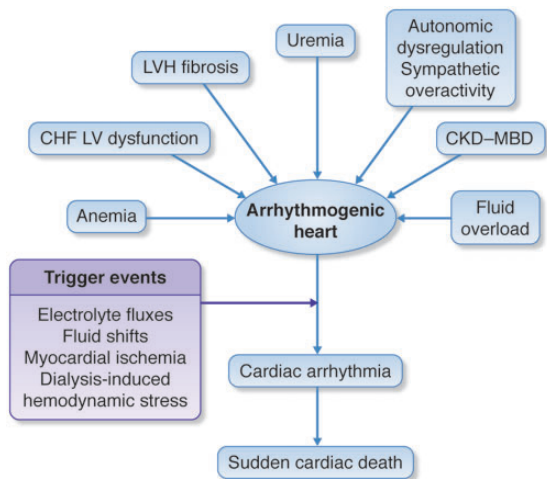 Uremia
Autonomic
dysregulation
Sympathetic
overactivity
LVH fibrosis
CHF LV dysfunction
CKD–MBD
Anemia
Arrhythmogenic
heart
Fluid
overload
Trigger events
Electrolyte fluxes
Fluid shifts
Myocardial ischemia
Dialysis-induced
hemodynamic stress
Cardiac arrhythmia
Sudden cardiac death